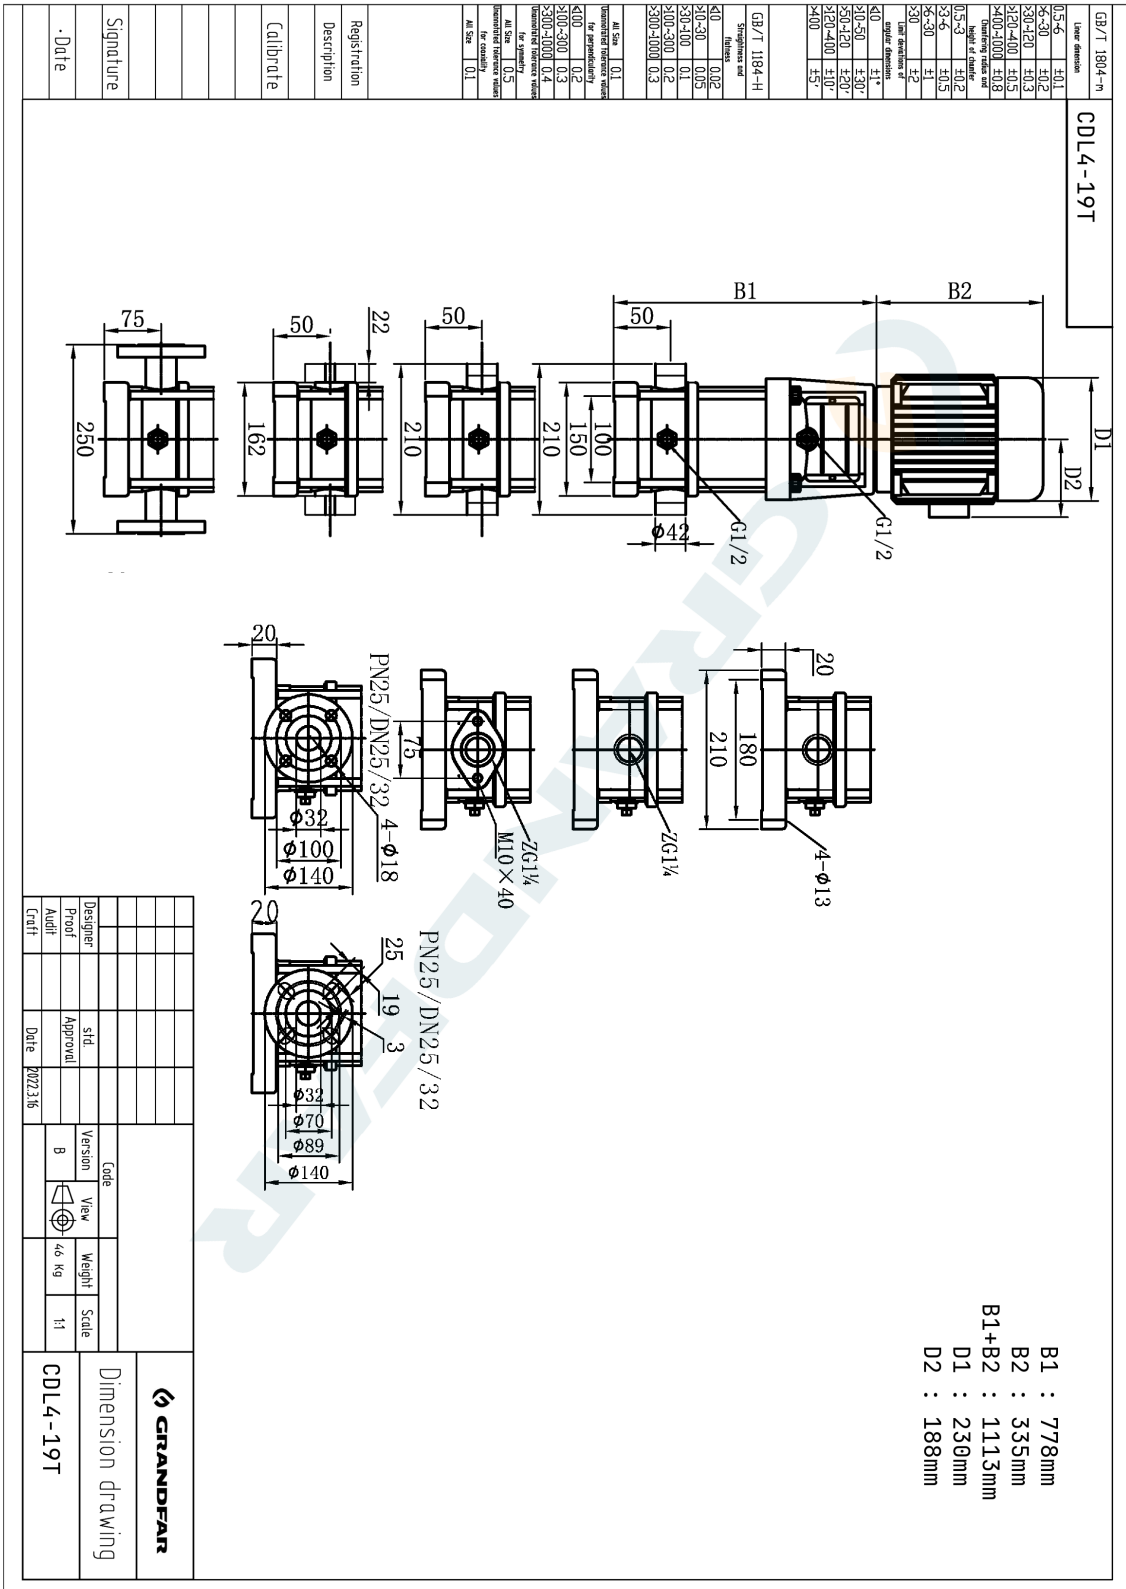 CDL4-19T
GB/T 1804-m
Linear dimension
0.5~6 ±0.1
>6~30 ±0.2
>30~120 ±0.3
>120~400 ±0.5
>400~1000 ±0.8
Chamfering radius and
height of chamfer
0.5~3 ±0.2
>3~6 ±0.5
>6~30 ±1
>30 ±2
Limit deviations of
angular dimensions
≤10 ±1°
>10~50 ±30'
>50~120 ±20'
>120~400 ±10'
>400 ±5'
GB/T 1184-H
Straightness and
flatness
≤10 0.02
>10~30 0.05
>30~100 0.1
>100~300 0.2
>300~1000 0.3
All Size 0.1
Unannotated tolerance values
for perpendicularity
≤100 0.2
>100~300 0.3
>300~1000 0.4
Unannotated tolerance values
for symmetry
All Size 0.5
Unannotated tolerance values
for coaxiality
All Size 0.1
Registration
Description
Calibrate
Signature
·Date
B1
B2
D1
D2
50
100
150
210
ϕ42
G1/2
G1/2
50
210
22
50
162
75
250
20
180
210
4-ϕ13
ZG1¼
ZG1¼
M10×40
75
PN25/DN25/32
20
4-ϕ18
ϕ32
ϕ100
ϕ140
PN25/DN25/32
20
25
19
3
ϕ32
ϕ70
ϕ89
ϕ140
GRANDFAR
B1 : 778mm
B2 : 335mm
B1+B2 : 1113mm
D1 : 230mm
D2 : 188mm
Designer
Proof
Audit
Craft
std.
Approval
Date 2022.3.16
Code
Version View Weight Scale
B 46 Kg 1:1
GRANDFAR
Dimension drawing
CDL4-19T